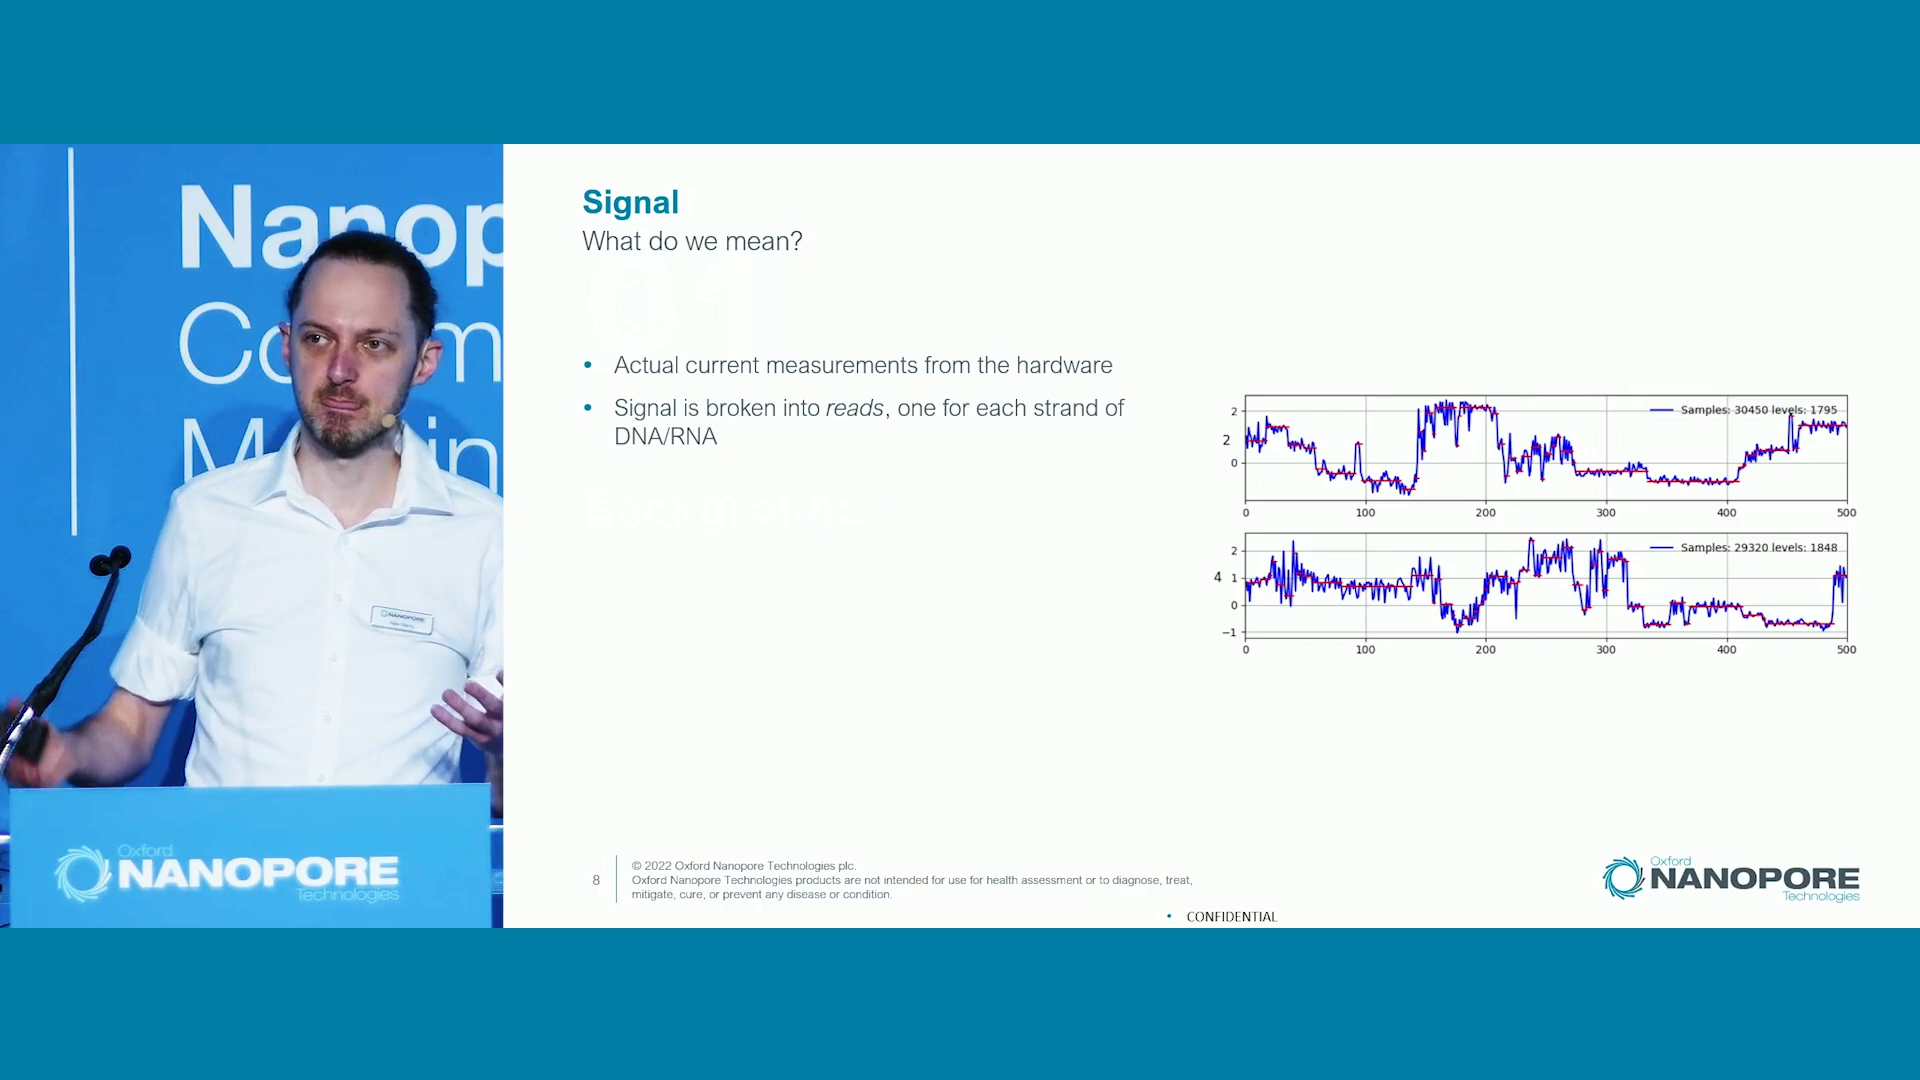 Nanop
Co m
M in
NANOPORE
Oxford
NANOPORE
Technologies
Signal
What do we mean?
• Actual current measurements from the hardware
• Signal is broken into reads, one for each strand of
DNA/RNA
2
2
0
Samples: 30450 levels: 1795
0 100 200 300 400 500
4
2
1
0
−1
Samples: 29320 levels: 1848
0 100 200 300 400 500
8
© 2022 Oxford Nanopore Technologies plc.
Oxford Nanopore Technologies products are not intended for use for health assessment or to diagnose, treat,
mitigate, cure, or prevent any disease or condition.
• CONFIDENTIAL
Oxford
NANOPORE
Technologies